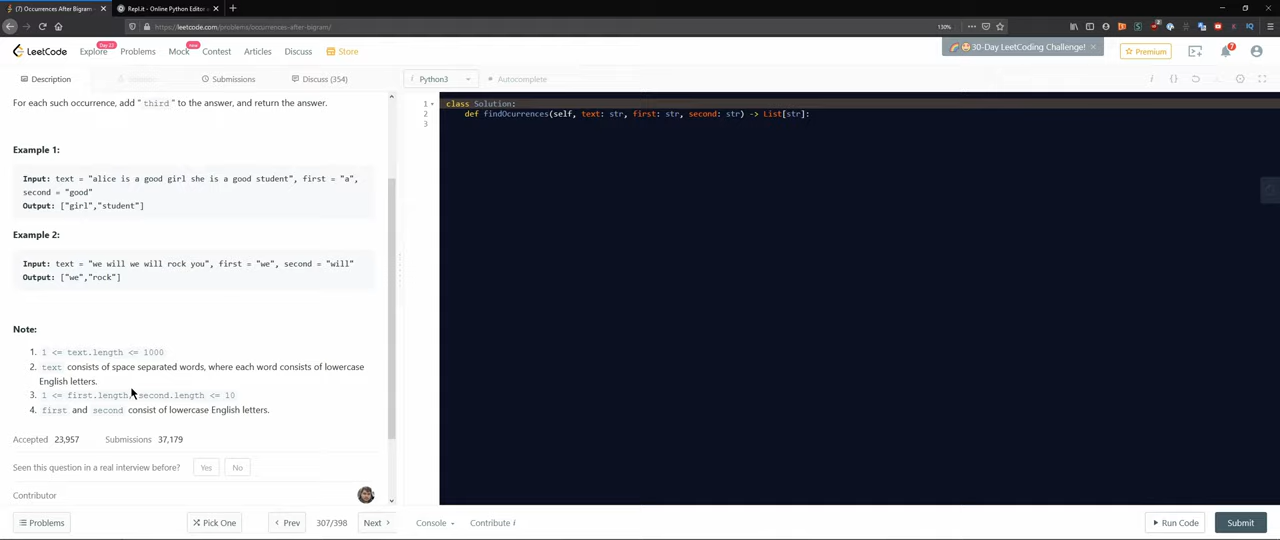 (7) Occurrences After Bigram
Repl.it - Online Python Editor a
https://leetcode.com/problems/occurrences-after-bigram/
130%
LeetCode
Day 23
Explore
Problems
new
Mock
Contest
Articles
Discuss
Store
30-Day LeetCoding Challenge!
Premium
7
Description
Submissions
Discuss (354)
Python3
Autocomplete
For each such occurrence, add "third" to the answer, and return the answer.
Example 1:
Input: text = "alice is a good girl she is a good student", first = "a",
second = "good"
Output: ["girl","student"]
Example 2:
Input: text = "we will we will rock you", first = "we", second = "will"
Output: ["we","rock"]
Note:
1. 1 <= text.length <= 1000
2. text consists of space separated words, where each word consists of lowercase
English letters.
3. 1 <= first.length, second.length <= 10
4. first and second consist of lowercase English letters.
Accepted 23,957 Submissions 37,179
Seen this question in a real interview before? Yes No
Contributor
1 class Solution:
2 def findOcurrences(self, text: str, first: str, second: str) -> List[str]:
3
Problems
Pick One
Prev
307/398
Next
Console
Contribute i
Run Code
Submit